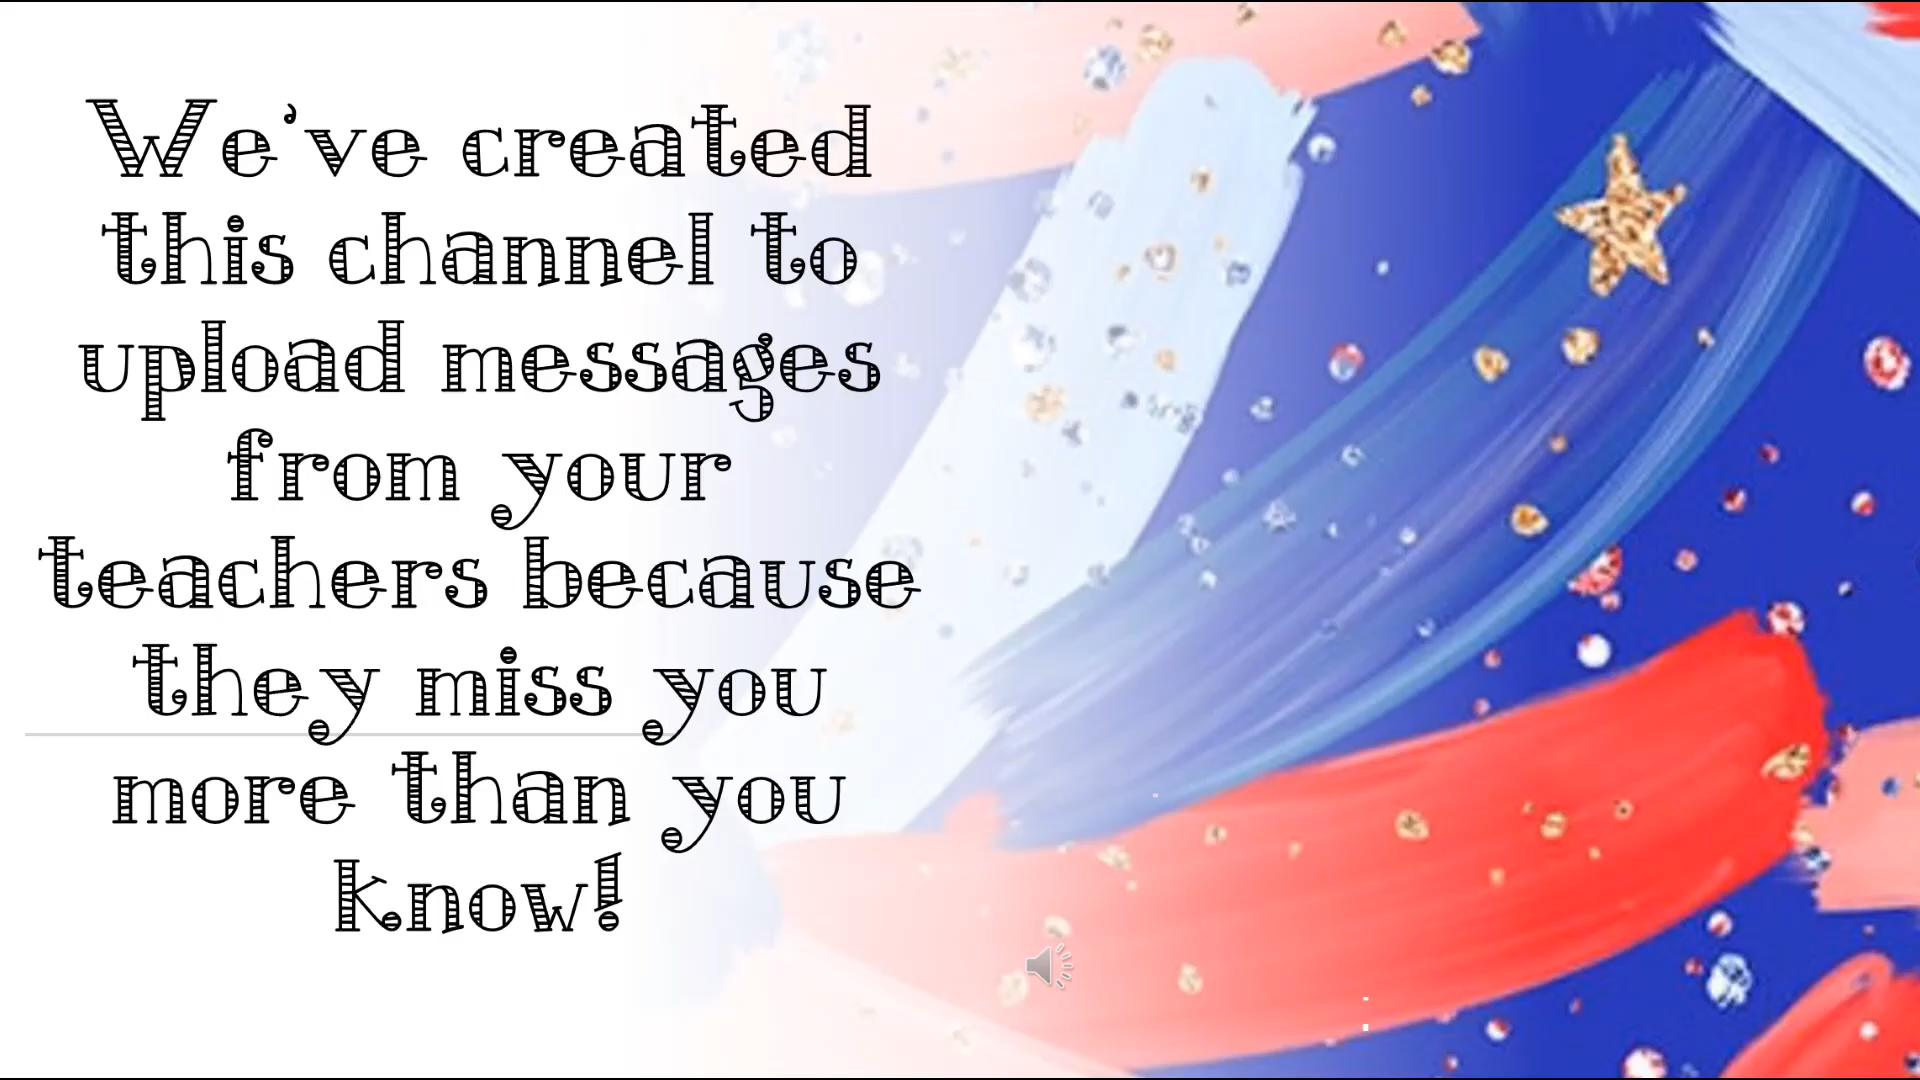 We've created
this channel to
upload messages
from your
teachers because
they miss you
more than you
know!